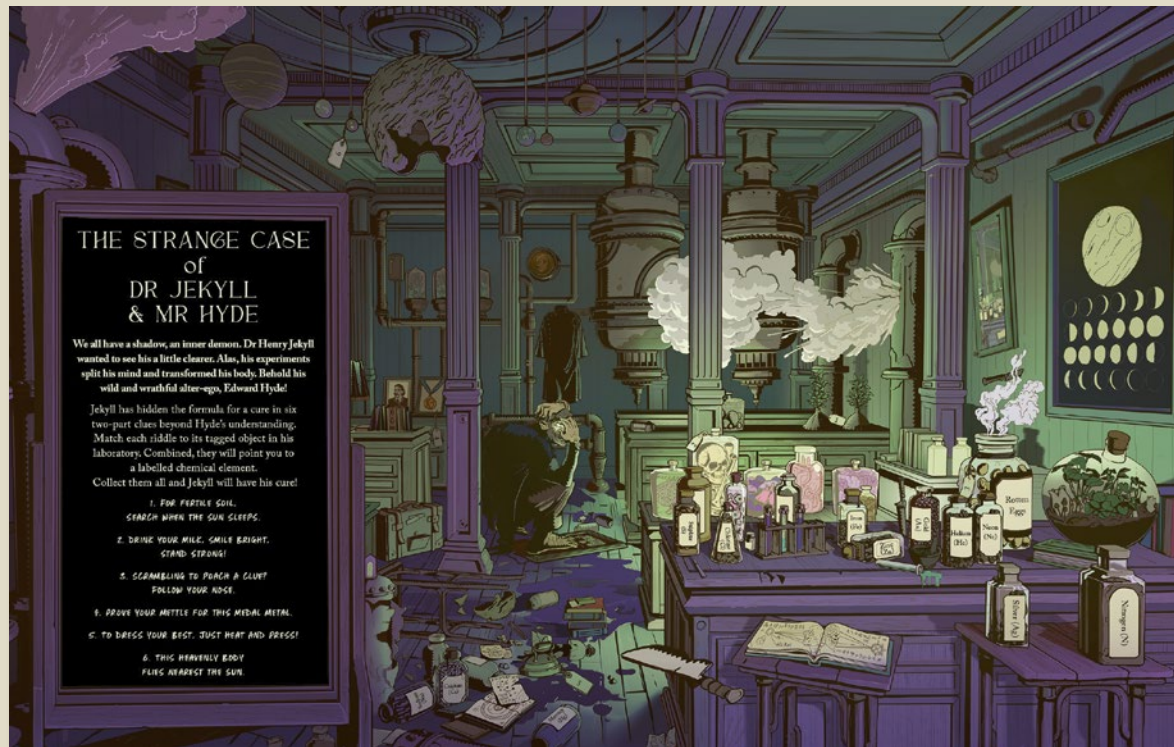 THE STRANGE CASE
of
DR JEKYLL
& MR HYDE
We all have a shadow, an inner demon. Dr Henry Jekyll
wanted to see his a little clearer. Alas, his experiments
split his mind and transformed his body. Behold his
wild and wrathful alter-ego, Edward Hyde!
Jekyll has hidden the formula for a cure in six
two-part clues beyond Hyde's understanding.
Match each riddle to its tagged object in his
laboratory. Combined, they will point you to
a labelled chemical element.
Collect them all and Jekyll will have his cure!
1. FOR FERTILE SOIL,
SEARCH WHEN THE SUN SLEEPS.
2. DRINK YOUR MILK. SMILE BRIGHT.
STAND STRONG!
3. SCRAMBLING TO POACH A CLUE?
FOLLOW YOUR NOSE.
4. PROVE YOUR METTLE FOR THIS MEDAL METAL.
5. TO DRESS YOUR BEST, JUST HEAT AND PRESS!
6. THIS HEAVENLY BODY
FLIES NEAREST THE SUN.
Rotten
Eggs
Iron
(Fe)
Gold
(Au)
Helium
(He)
Neon
(Ne)
Silver (Ag)
Nitrogen (N)